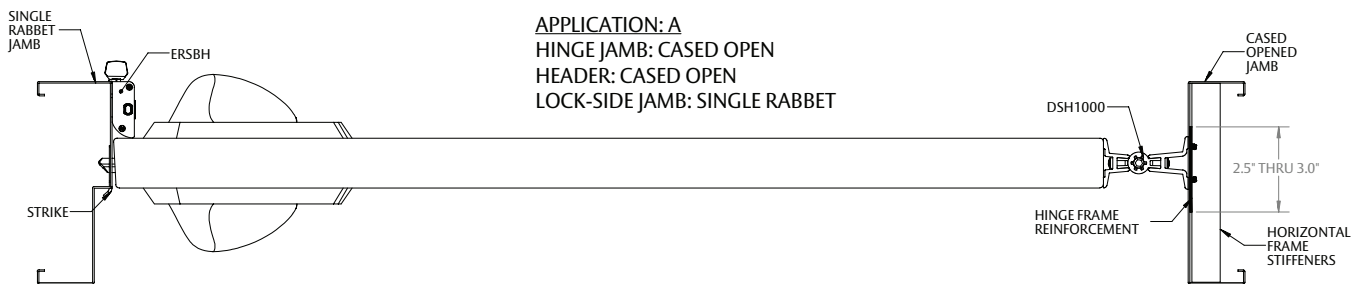 SINGLE
RABBET
JAMB
ERSBH
APPLICATION: A
HINGE JAMB: CASED OPEN
HEADER: CASED OPEN
LOCK-SIDE JAMB: SINGLE RABBET
CASED
OPENED
JAMB
DSH1000
2.5" THRU 3.0"
STRIKE
HINGE FRAME
REINFORCEMENT
HORIZONTAL
FRAME
STIFFENERS